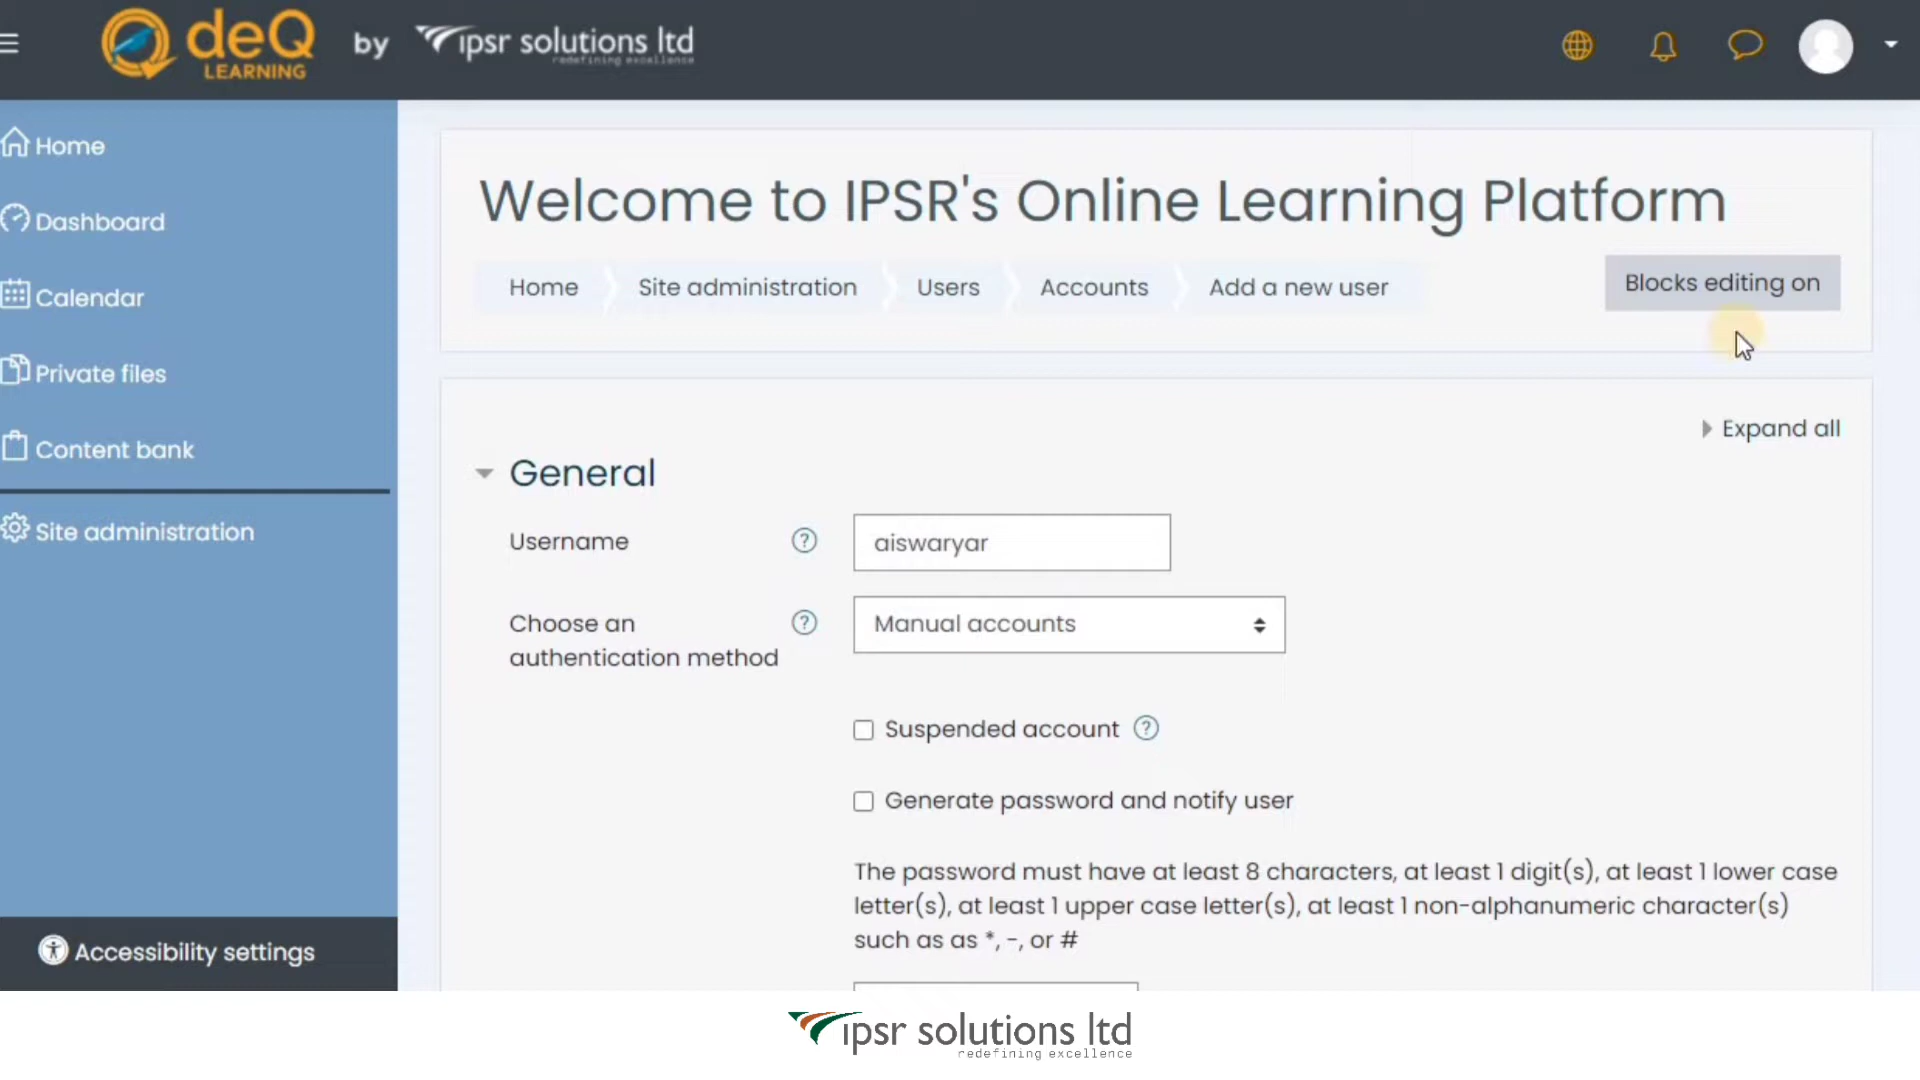 deQ
LEARNING
by
ipsr solutions ltd
redefining excellence
Home
Dashboard
Calendar
Private files
Content bank
Site administration
Accessibility settings
Welcome to IPSR's Online Learning Platform
Home Site administration Users Accounts Add a new user
Blocks editing on
Expand all
General
Username
aiswaryar
Choose an
authentication method
Manual accounts
Suspended account
Generate password and notify user
The password must have at least 8 characters, at least 1 digit(s), at least 1 lower case
letter(s), at least 1 upper case letter(s), at least 1 non-alphanumeric character(s)
such as as *, -, or #
ipsr solutions ltd
redefining excellence